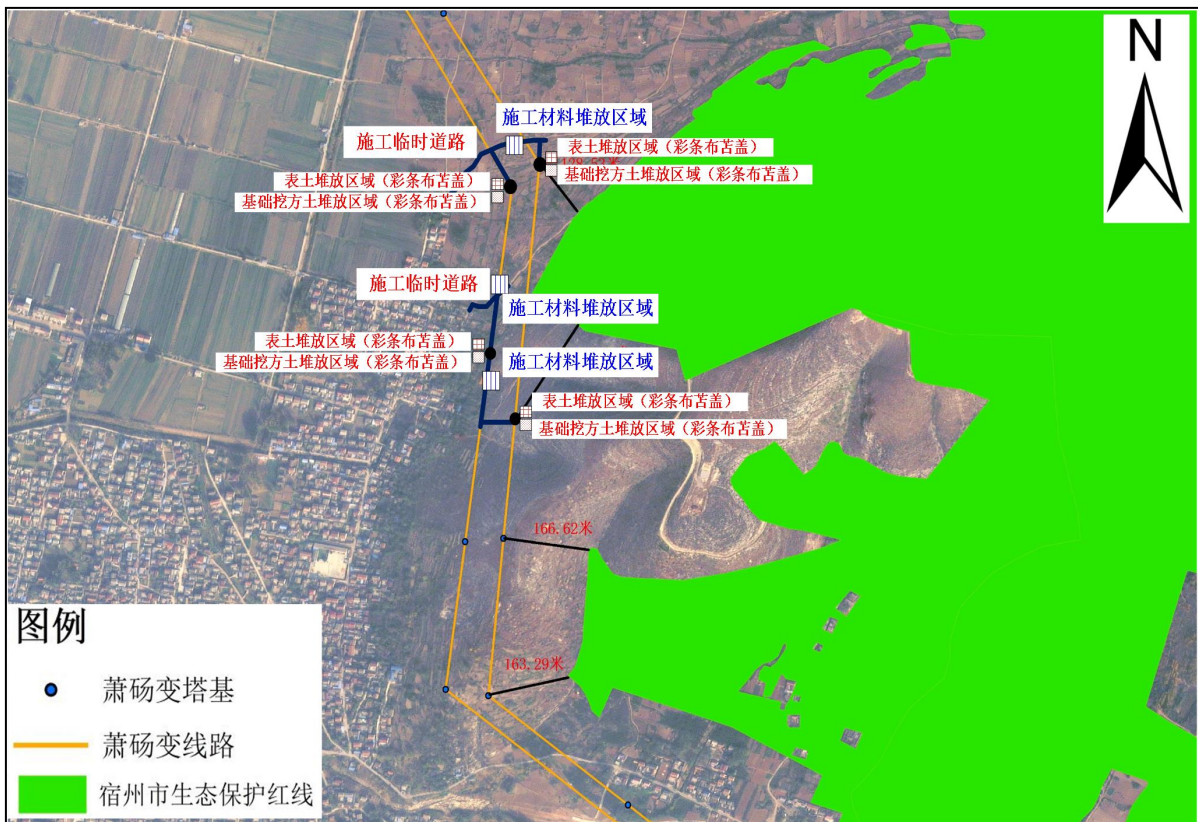 N
施工材料堆放区域
施工临时道路
表土堆放区域（彩条布苫盖）
基础挖方土堆放区域（彩条布苫盖）
表土堆放区域（彩条布苫盖）
基础挖方土堆放区域（彩条布苫盖）
施工临时道路
施工材料堆放区域
表土堆放区域（彩条布苫盖）
基础挖方土堆放区域（彩条布苫盖）
施工材料堆放区域
表土堆放区域（彩条布苫盖）
基础挖方土堆放区域（彩条布苫盖）
166.62米
163.29米
图例
萧砀变塔基
萧砀变线路
宿州市生态保护红线